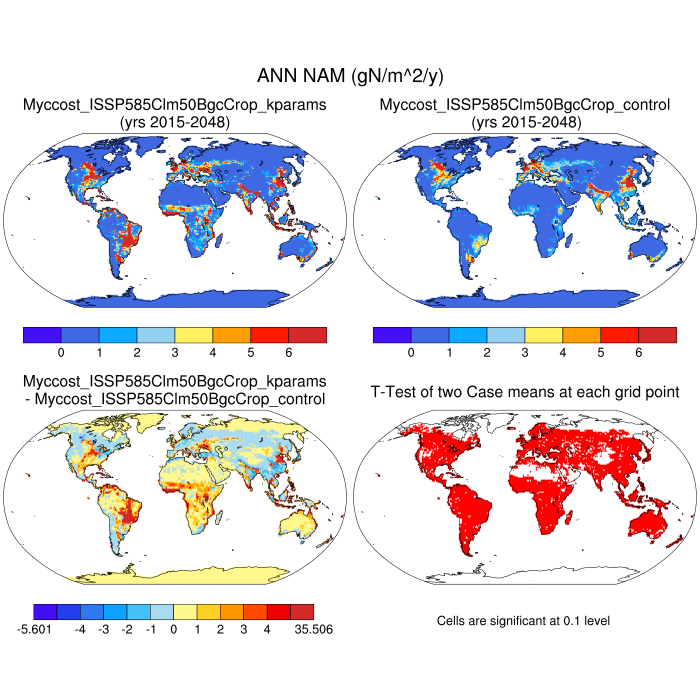 ANN NAM (gN/m^2/y)
Myccost_ISSP585Clm50BgcCrop_kparams
(yrs 2015-2048)
Myccost_ISSP585Clm50BgcCrop_control
(yrs 2015-2048)
0 1 2 3 4 5 6
0 1 2 3 4 5 6
Myccost_ISSP585Clm50BgcCrop_kparams
- Myccost_ISSP585Clm50BgcCrop_control
T-Test of two Case means at each grid point
-5.601 -4 -3 -2 -1 0 1 2 3 4 35.506
Cells are significant at 0.1 level